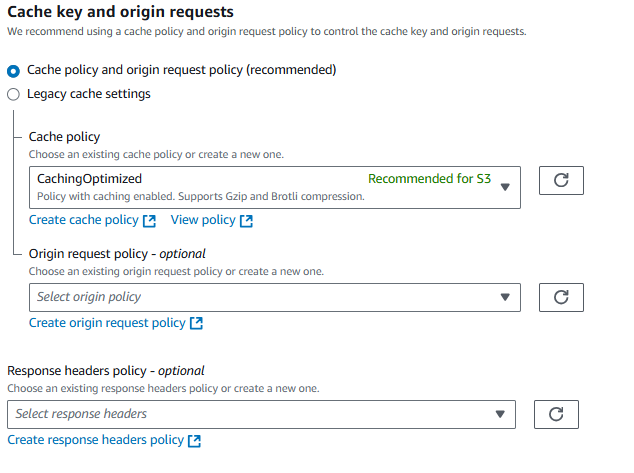 Cache key and origin requests
We recommend using a cache policy and origin request policy to control the cache key and origin requests.
Cache policy and origin request policy (recommended)
Legacy cache settings
Cache policy
Choose an existing cache policy or create a new one.
CachingOptimized Recommended for S3
Policy with caching enabled. Supports Gzip and Brotli compression.
Create cache policy View policy
Origin request policy - optional
Choose an existing origin request policy or create a new one.
Select origin policy
Create origin request policy
Response headers policy - optional
Choose an existing response headers policy or create a new one.
Select response headers
Create response headers policy